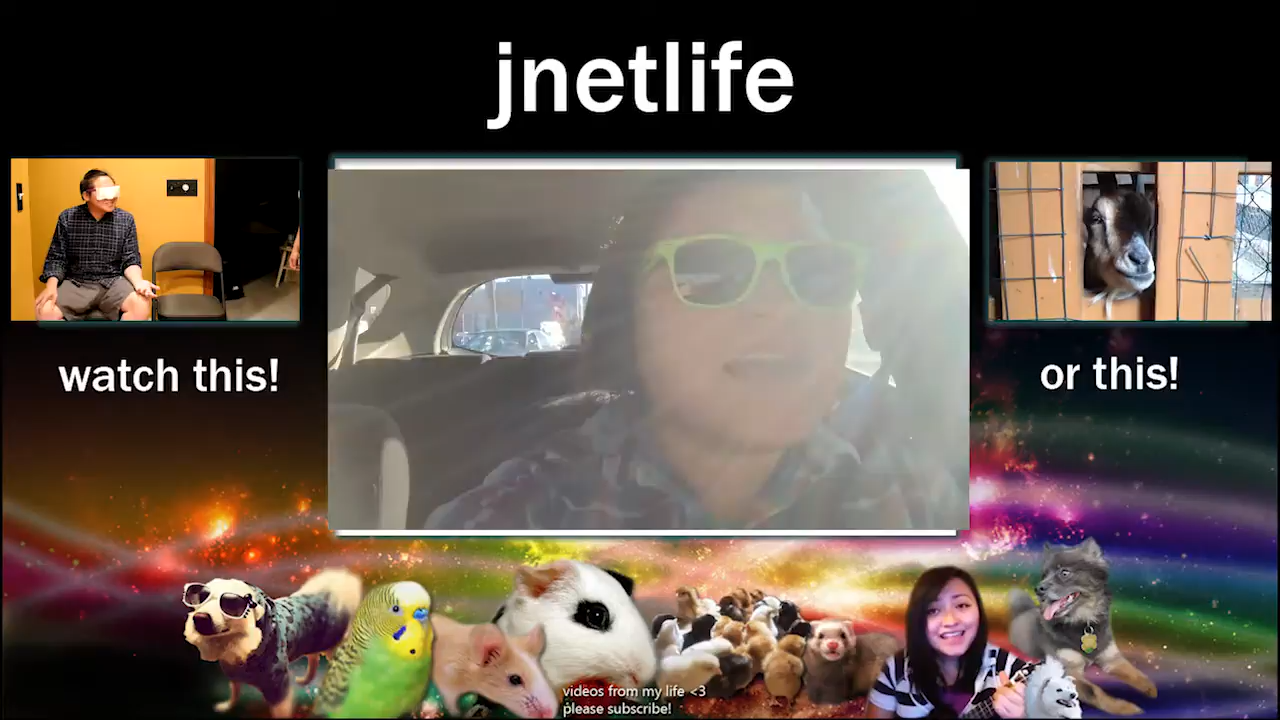 jnetlife
watch this!
or this!
videos from my life <3
please subscribe!